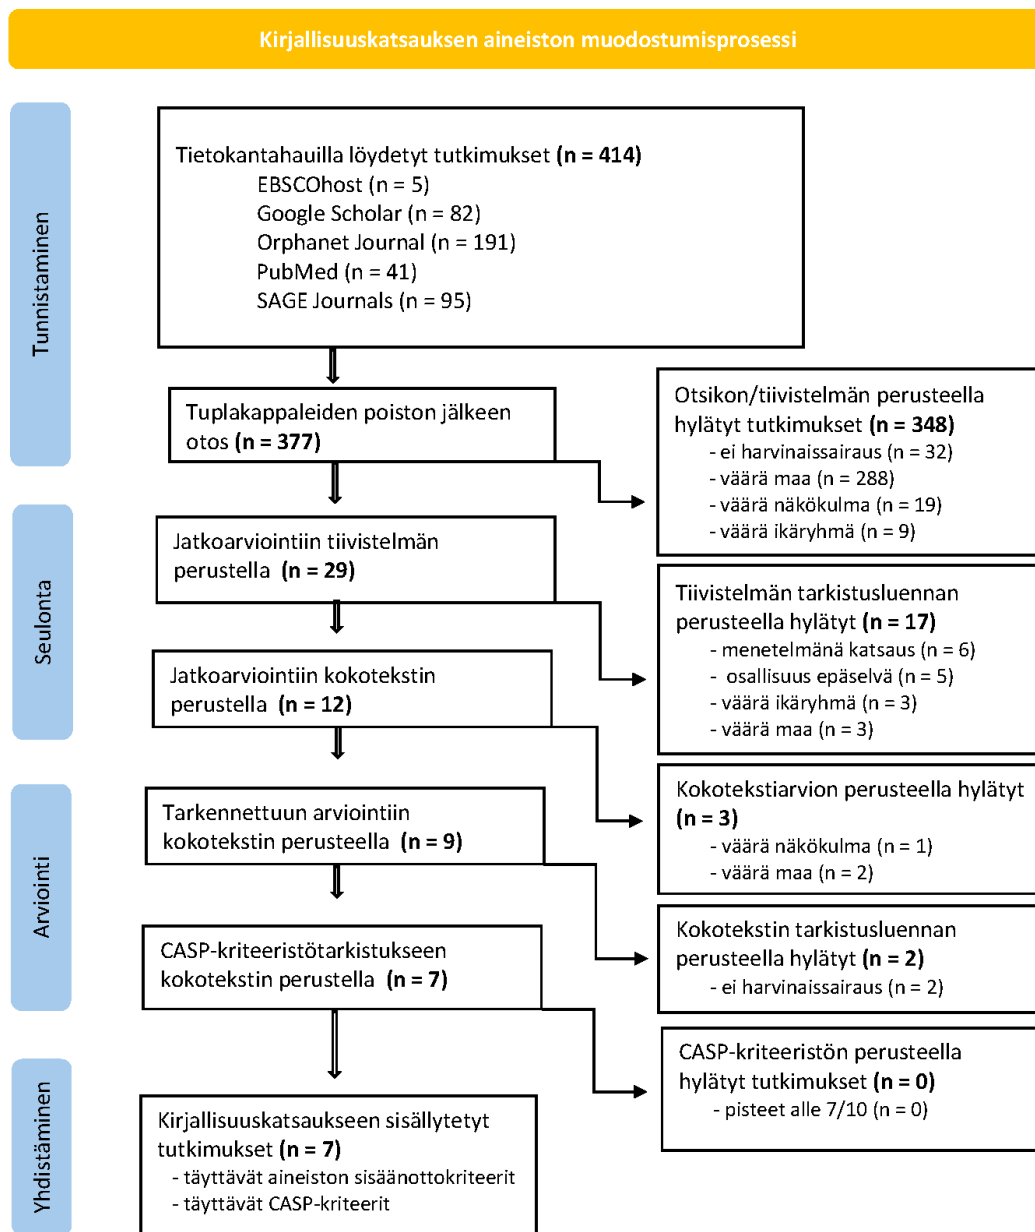 Kirjallisuuskatsauksen aineiston muodostumisprosessi
Tunnistaminen
Tietokantahauilla löydetyt tutkimukset (n = 414)
EBSCOhost (n = 5)
Google Scholar (n = 82)
Orphanet Journal (n = 191)
PubMed (n = 41)
SAGE Journals (n = 95)
Tuplakappaleiden poiston jälkeen
otos (n = 377)
Otsikon/tiivistelmän perusteella
hylätyt tutkimukset (n = 348)
- ei harvinaissairaus (n = 32)
- väärä maa (n = 288)
- väärä näkökulma (n = 19)
- väärä ikäryhmä (n = 9)
Seulonta
Jatkoarviointiin tiivistelmän
perustella (n = 29)
Tiivistelmän tarkistusluennan
perusteella hylätyt (n = 17)
- menetelmänä katsaus (n = 6)
- osallisuus epäselvä (n = 5)
- väärä ikäryhmä (n = 3)
- väärä maa (n = 3)
Jatkoarviointiin kokotekstin
perustella (n = 12)
Kokotekstiarvion perusteella hylätyt
(n = 3)
- väärä näkökulma (n = 1)
- väärä maa (n = 2)
Arviointi
Tarkennettuun arviointiin
kokotekstin perusteella (n = 9)
Kokotekstin tarkistusluennan
perusteella hylätyt (n = 2)
- ei harvinaissairaus (n = 2)
CASP-kriteeristötarkistukseen
kokotekstin perustella (n = 7)
CASP-kriteeristön perusteella
hylätyt tutkimukset (n = 0)
- pisteet alle 7/10 (n = 0)
Yhdistäminen
Kirjallisuuskatsaukseen sisällytetyt
tutkimukset (n = 7)
- täyttävät aineiston sisäänottokriteerit
- täyttävät CASP-kriteerit